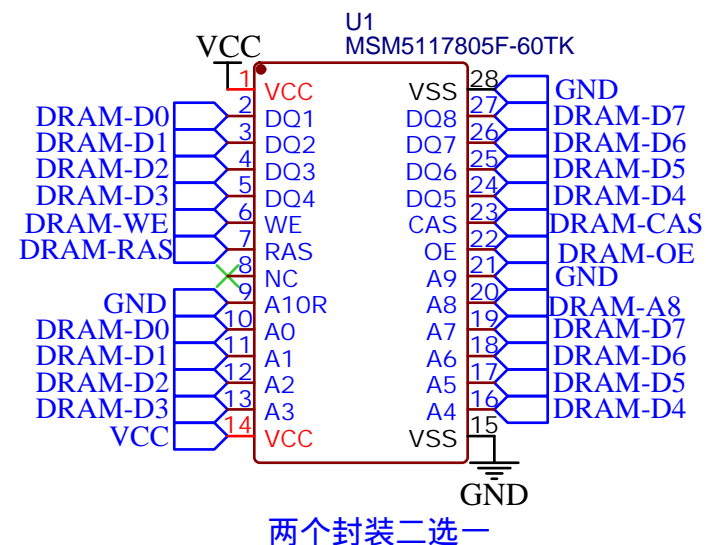 U1
MSM5117805F-60TK
VCC
1 VCC VSS 28 GND
DRAM-D0 2 DQ1 DQ8 27 DRAM-D7
DRAM-D1 3 DQ2 DQ7 26 DRAM-D6
DRAM-D2 4 DQ3 DQ6 25 DRAM-D5
DRAM-D3 5 DQ4 DQ5 24 DRAM-D4
DRAM-WE 6 WE CAS 23 DRAM-CAS
DRAM-RAS 7 RAS OE 22 DRAM-OE
8 NC A9 21 GND
GND 9 A10R A8 20 DRAM-A8
DRAM-D0 10 A0 A7 19 DRAM-D7
DRAM-D1 11 A1 A6 18 DRAM-D6
DRAM-D2 12 A2 A5 17 DRAM-D5
DRAM-D3 13 A3 A4 16 DRAM-D4
VCC 14 VCC VSS 15
GND
两个封装二选一